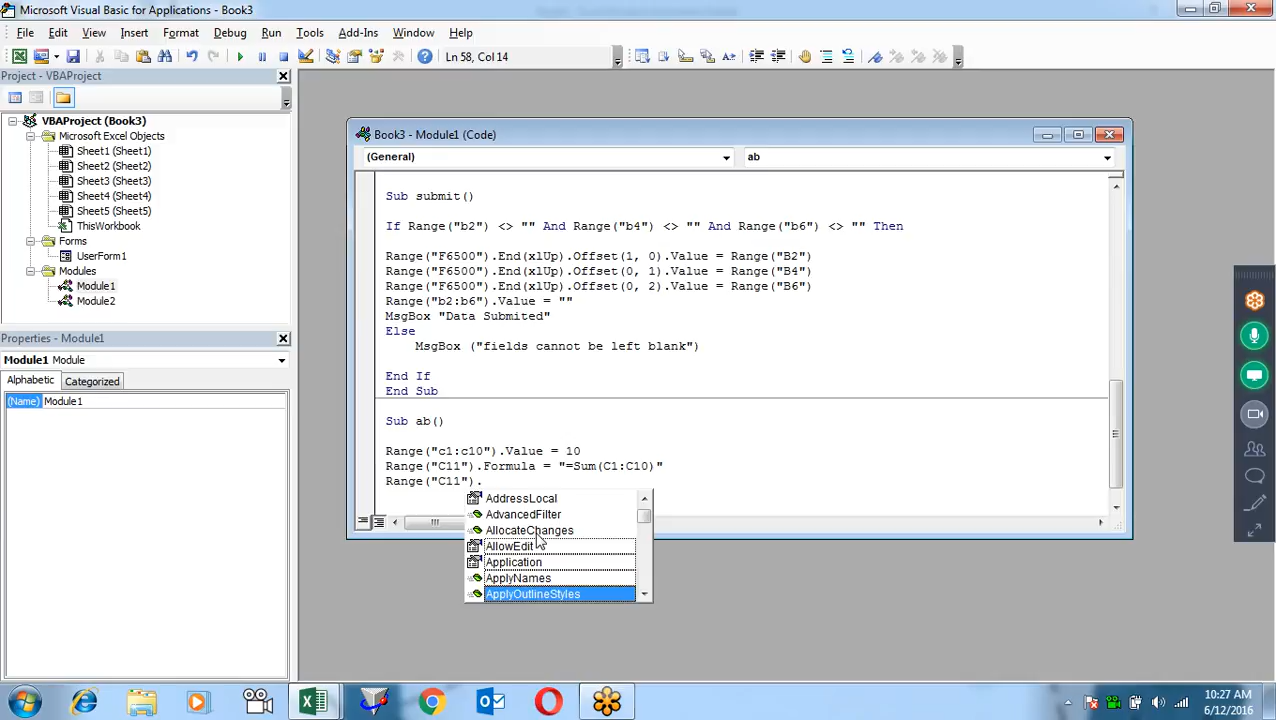 Microsoft Visual Basic for Applications - Book3
File Edit View Insert Format Debug Run Tools Add-Ins Window Help
Ln 58, Col 14
Project - VBAProject
VBAProject (Book3)
Microsoft Excel Objects
Sheet1 (Sheet1)
Sheet2 (Sheet2)
Sheet3 (Sheet3)
Sheet4 (Sheet4)
Sheet5 (Sheet5)
ThisWorkbook
Forms
UserForm1
Modules
Module1
Module2
Properties - Module1
Module1 Module
Alphabetic Categorized
(Name) Module1
Book3 - Module1 (Code)
(General) ab
Sub submit()
If Range("b2") <> "" And Range("b4") <> "" And Range("b6") <> "" Then
Range("F6500").End(xlUp).Offset(1, 0).Value = Range("B2")
Range("F6500").End(xlUp).Offset(0, 1).Value = Range("B4")
Range("F6500").End(xlUp).Offset(0, 2).Value = Range("B6")
Range("b2:b6").Value = ""
MsgBox "Data Submited"
Else
MsgBox ("fields cannot be left blank")
End If
End Sub
Sub ab()
Range("c1:c10").Value = 10
Range("C11").Formula = "=Sum(C1:C10)"
Range("C11").
AddressLocal
AdvancedFilter
AllocateChanges
AllowEdit
Application
ApplyNames
ApplyOutlineStyles
10:27 AM
6/12/2016